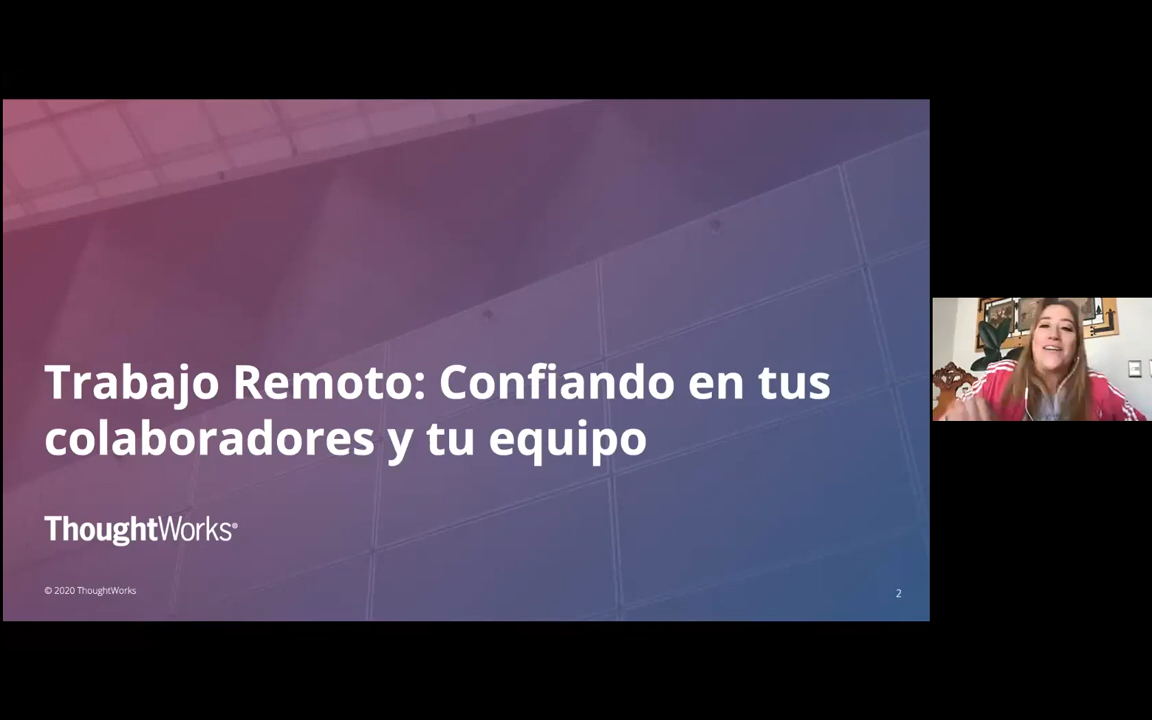 Trabajo Remoto: Confiando en tus
colaboradores y tu equipo
ThoughtWorks®
© 2020 ThoughtWorks
2